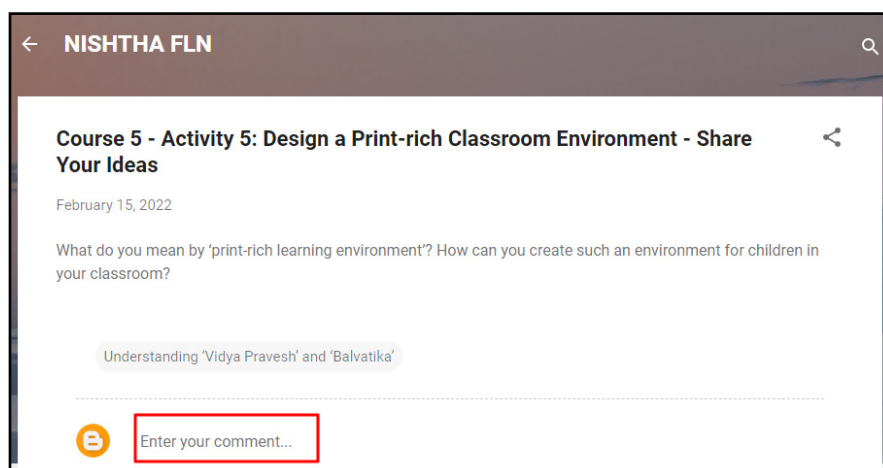 NISHTHA FLN
Course 5 - Activity 5: Design a Print-rich Classroom Environment - Share
Your Ideas
February 15, 2022
What do you mean by ‘print-rich learning environment’? How can you create such an environment for children in
your classroom?
Understanding ‘Vidya Pravesh’ and ‘Balvatika’
Enter your comment...